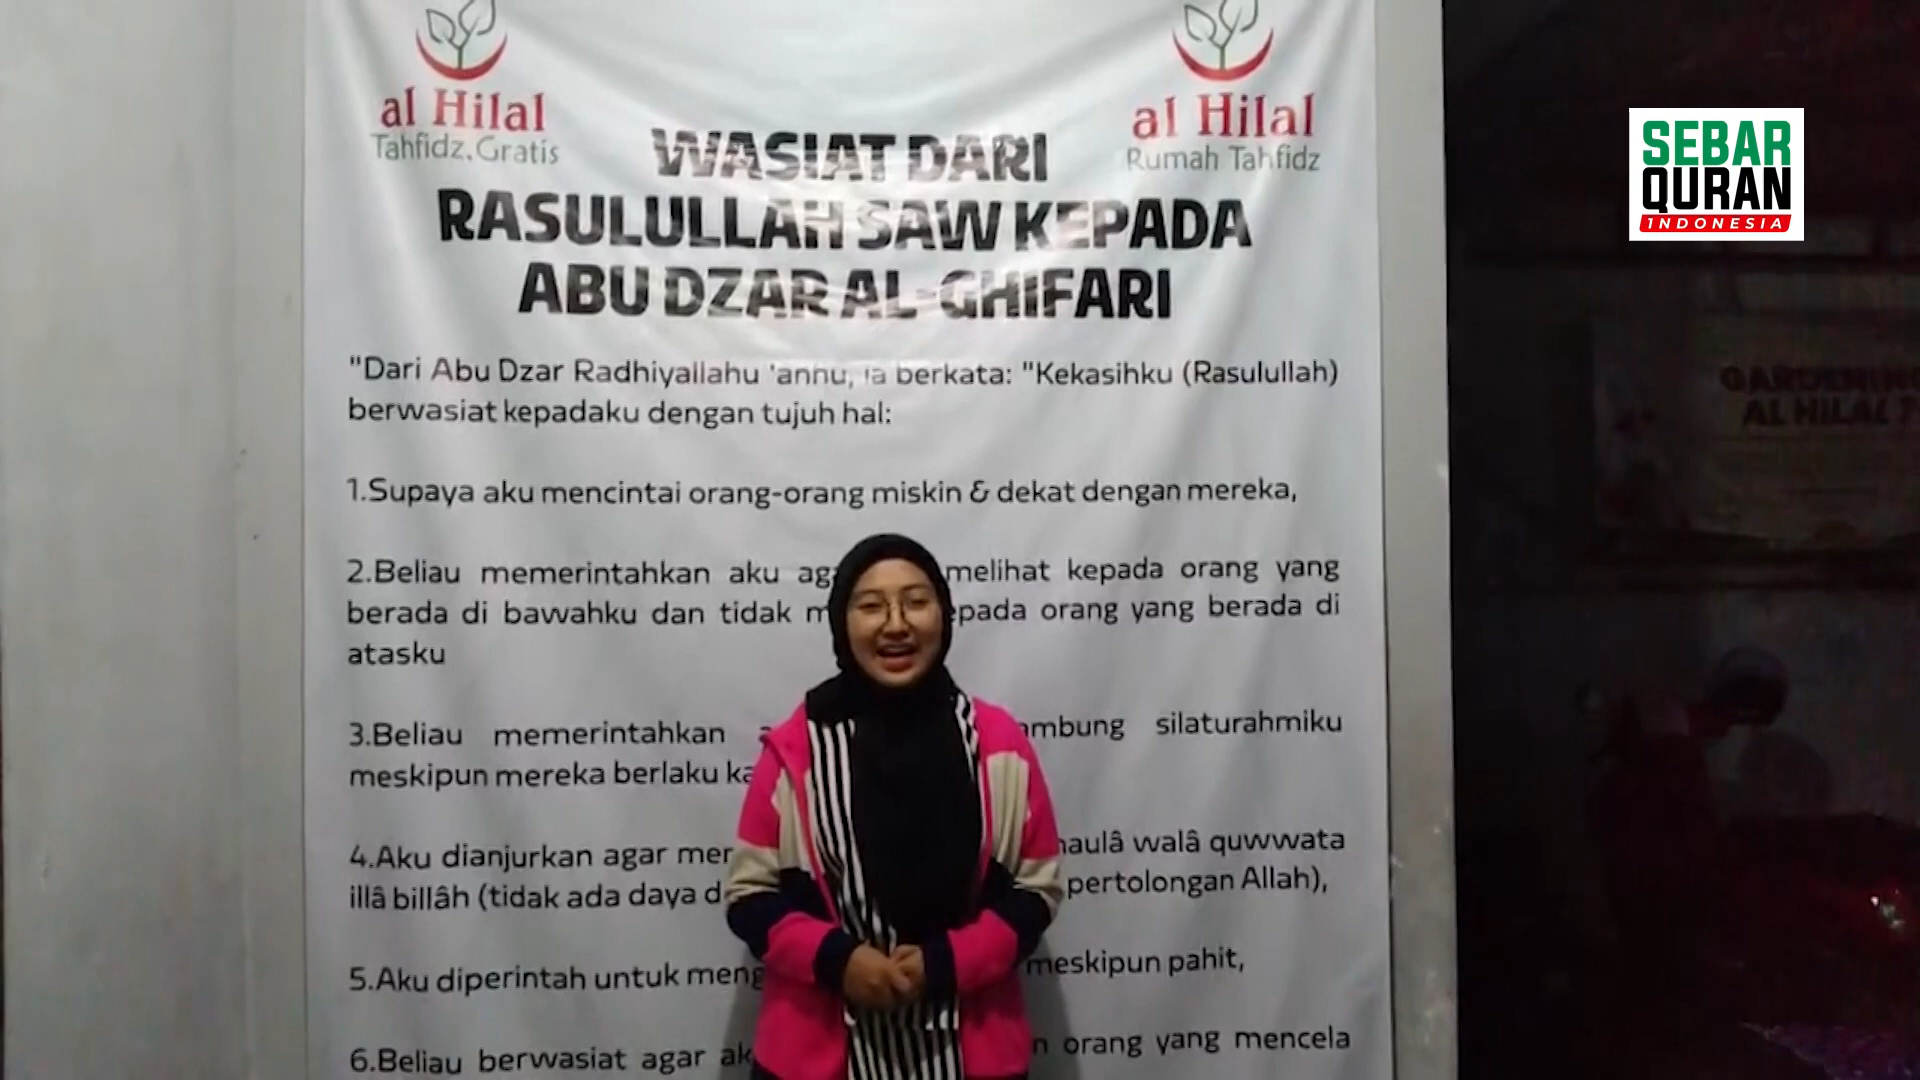 al Hilal
Tahfidz.Gratis
al Hilal
Rumah Tahfidz
SEBAR
QURAN
INDONESIA
WASIAT DARI
RASULULLAH SAW KEPADA
ABU DZAR AL-GHIFARI
"Dari Abu Dzar Radhiyallahu 'anhu, ia berkata: "Kekasihku (Rasulullah)
berwasiat kepadaku dengan tujuh hal:
1.Supaya aku mencintai orang-orang miskin & dekat dengan mereka,
2.Beliau memerintahkan aku melihat kepada orang yang
berada di bawahku dan tidak orang yang berada di
atasku
3.Beliau memerintahkan silaturahmiku
meskipun mereka berlaku
4.Aku dianjurkan agar walâ quwwata
illâ billâh (tidak ada daya pertolongan Allah),
5.Aku diperintah untuk meskipun pahit,
6.Beliau berwasiat agar orang yang mencela
GARDENING
AL HILAL